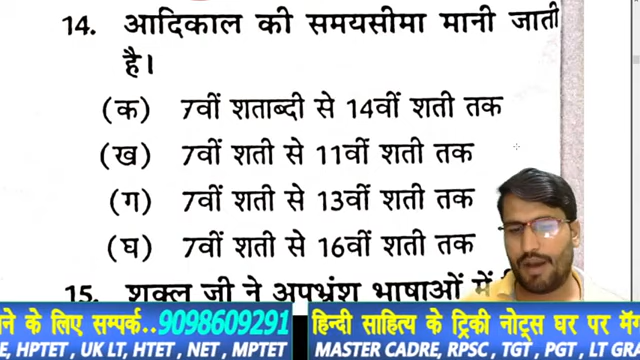 14. आदिकाल की समयसीमा मानी जाती
है।
(क) 7वीं शताब्दी से 14वीं शती तक
(ख) 7वीं शती से 11वीं शती तक
(ग) 7वीं शती से 13वीं शती तक
(घ) 7वीं शती से 16वीं शती तक
15. शुक्ल जी ने अपभ्रंश भाषाओं में
ने के लिए सम्पर्क..9098609291 हिन्दी साहित्य के ट्रिकी नोट्स घर पर मँग
E, HPTET , UK LT, HTET , NET , MPTET MASTER CADRE, RPSC , TGT PGT , LT GRA